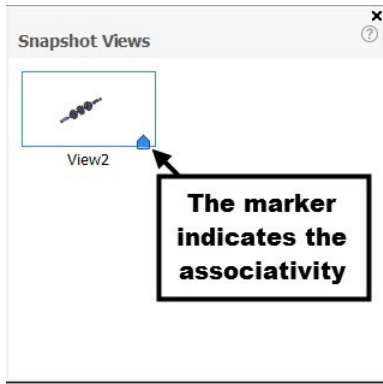 Snapshot Views
?
View2
The marker
indicates the
associativity